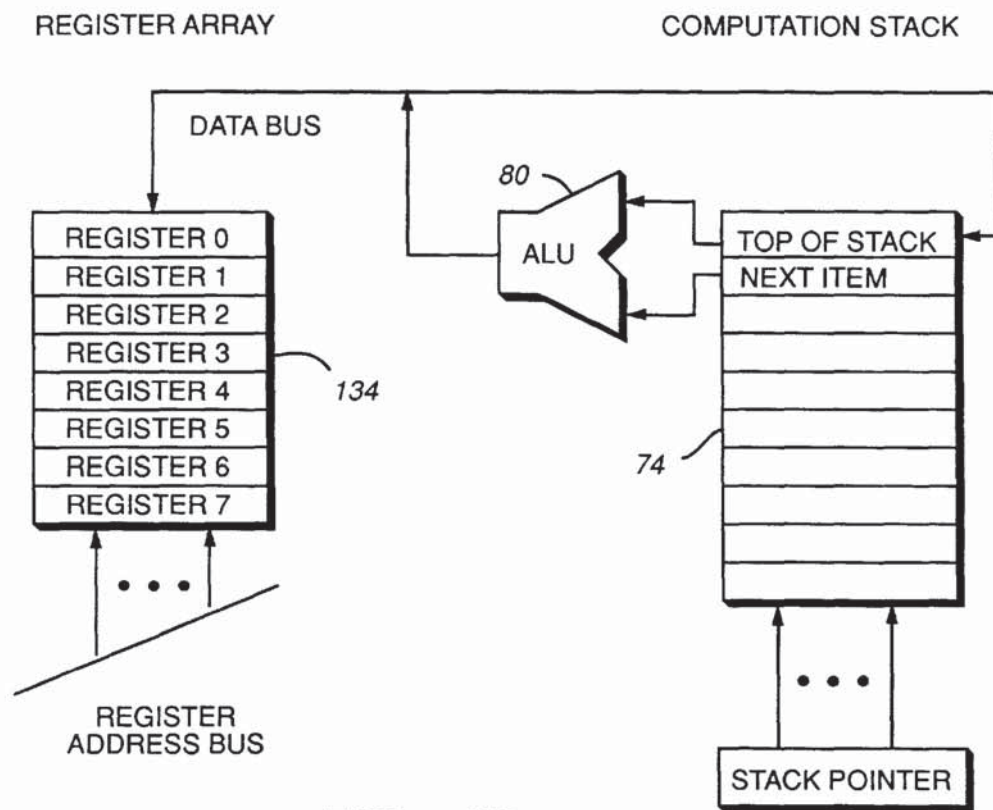 REGISTER ARRAY
COMPUTATION STACK
DATA BUS
80
ALU
REGISTER 0
REGISTER 1
REGISTER 2
REGISTER 3
REGISTER 4
REGISTER 5
REGISTER 6
REGISTER 7
134
TOP OF STACK
NEXT ITEM
74
REGISTER
ADDRESS BUS
STACK POINTER